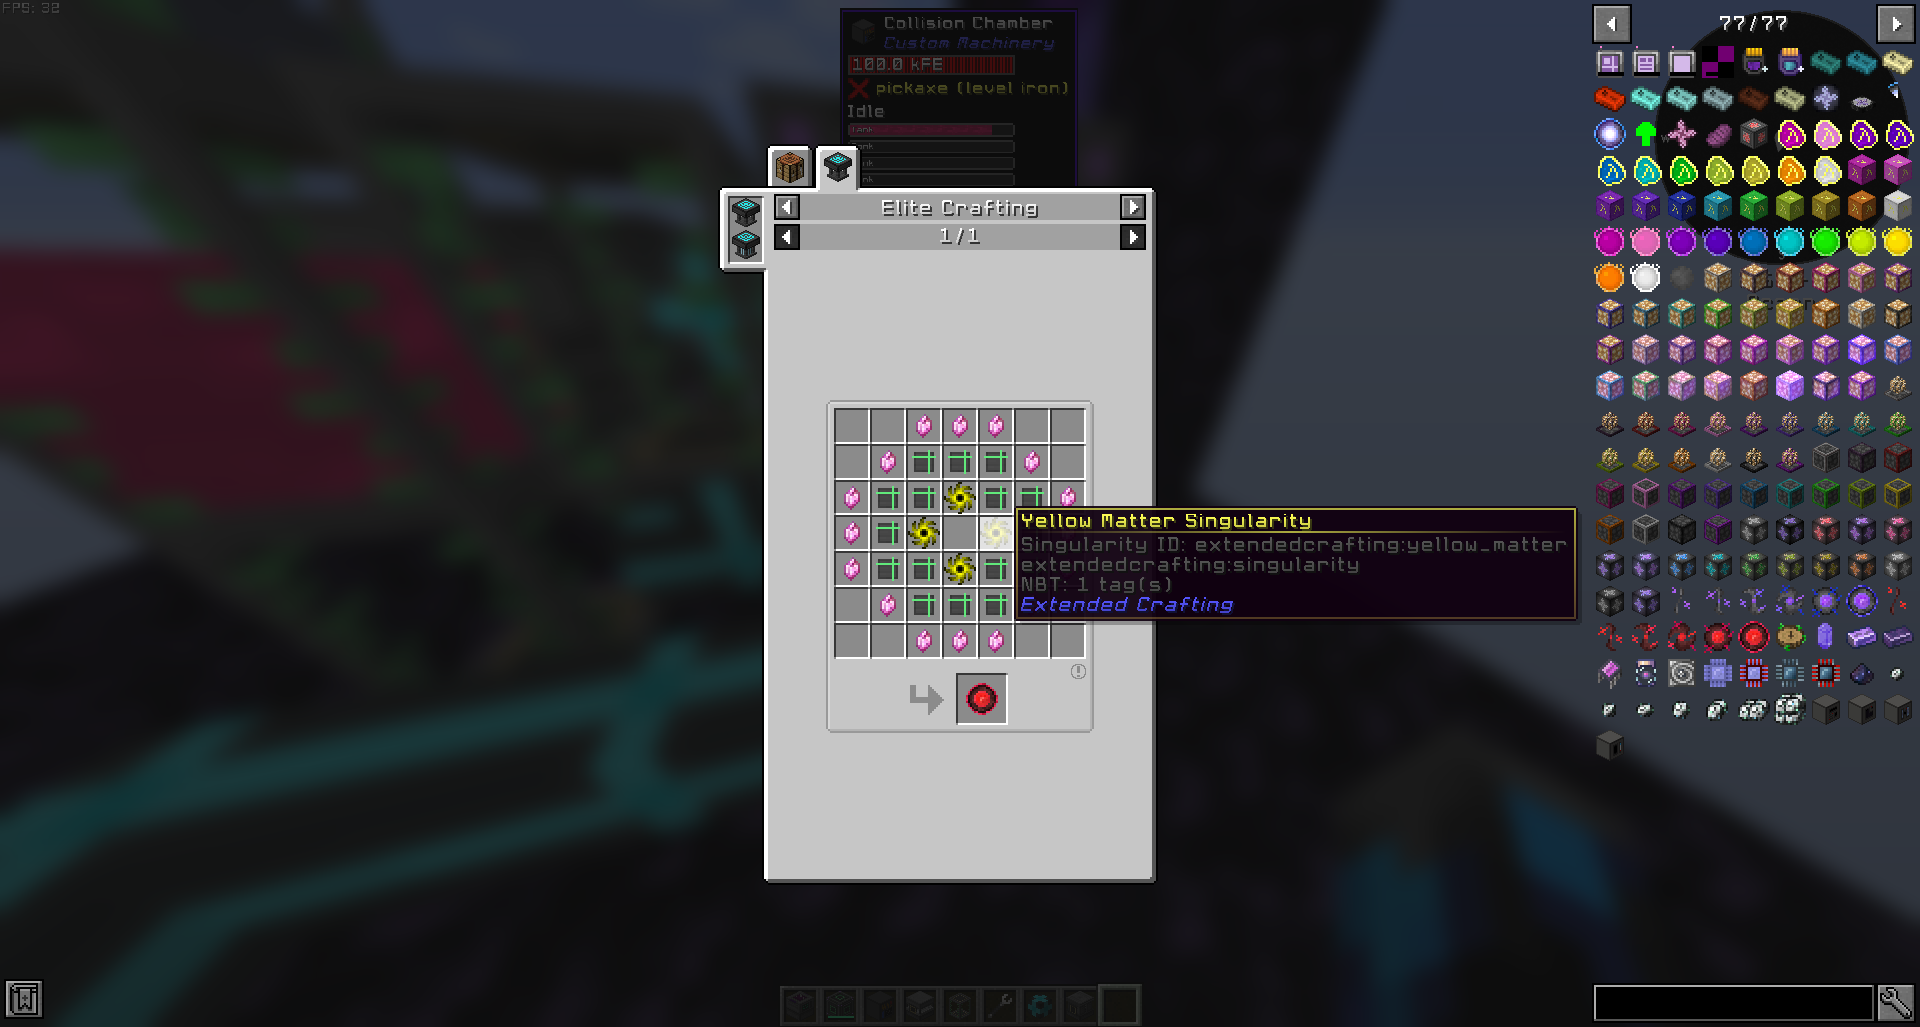 FPS: 32
Collision Chamber
Custom Machinery
100.0 kFE
pickaxe (level iron)
Idle
Tank
77/77
Elite Crafting
1/1
Yellow Matter Singularity
Singularity ID: extendedcrafting:yellow_matter
extendedcrafting:singularity
NBT: 1 tag(s)
Extended Crafting